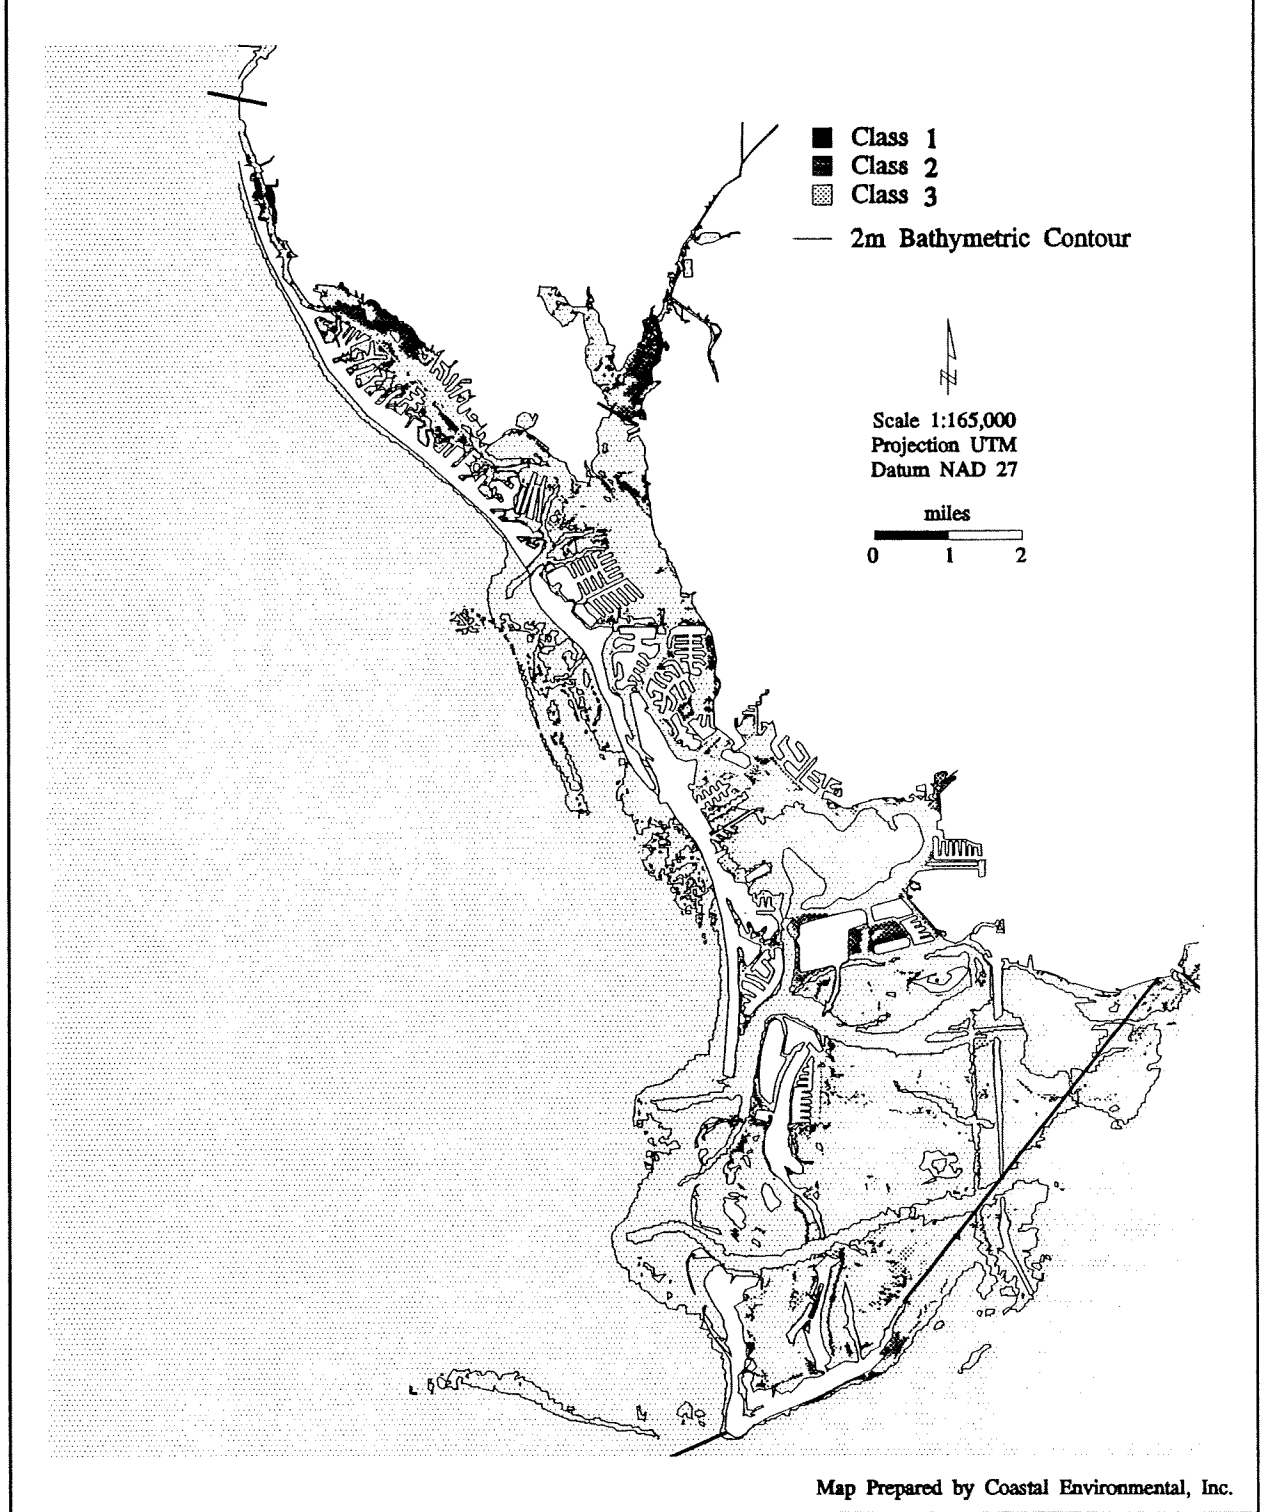 Class 1
Class 2
Class 3
2m Bathymetric Contour
N
Scale 1:165,000
Projection UTM
Datum NAD 27
miles
0 1 2
Map Prepared by Coastal Environmental, Inc.